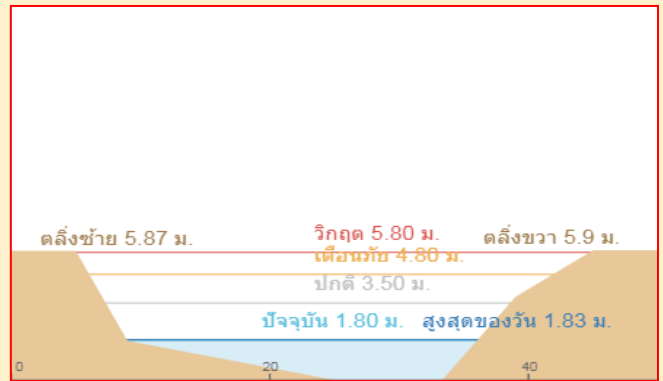 วิกฤต 5.80 ม.
ตลิ่งซ้าย 5.87 ม.
ตลิ่งขวา 5.9 ม.
เตือนภัย 4.80 ม.
ปกติ 3.50 ม.
ปัจจุบัน 1.80 ม. สูงสุดของวัน 1.83 ม.
0 20 40